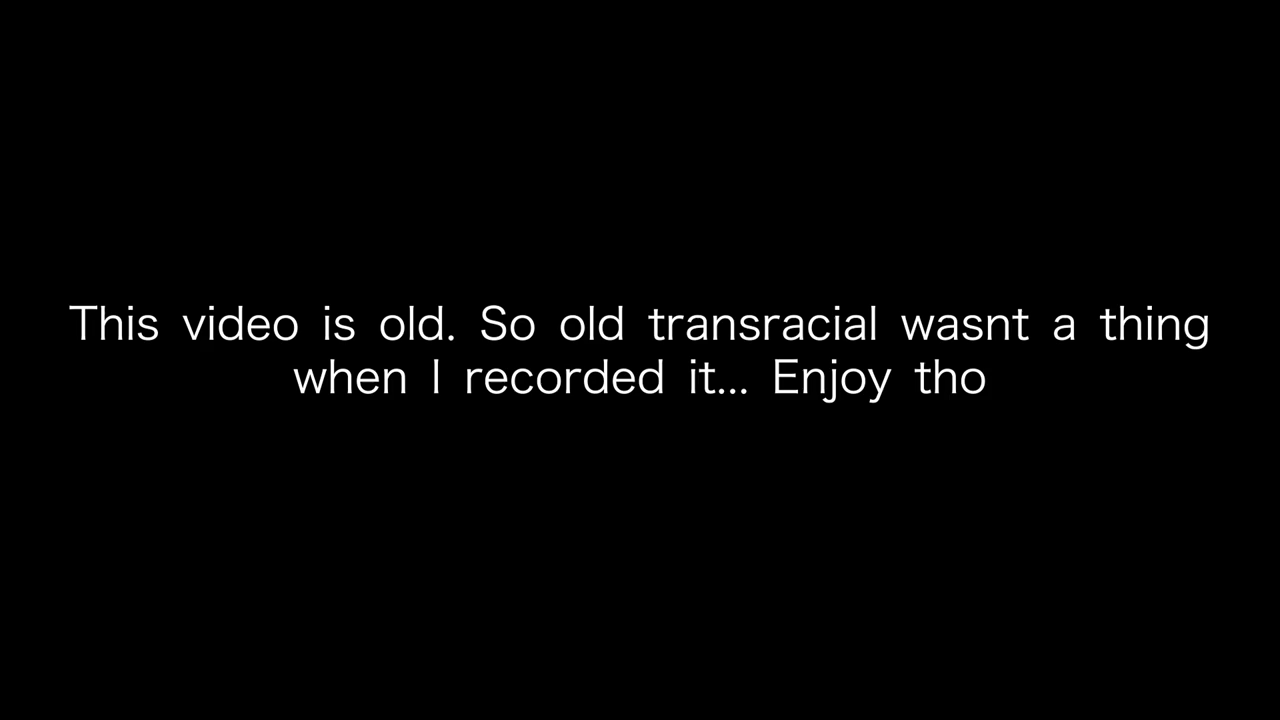 This video is old. So old transracial wasnt a thing
when I recorded it... Enjoy tho